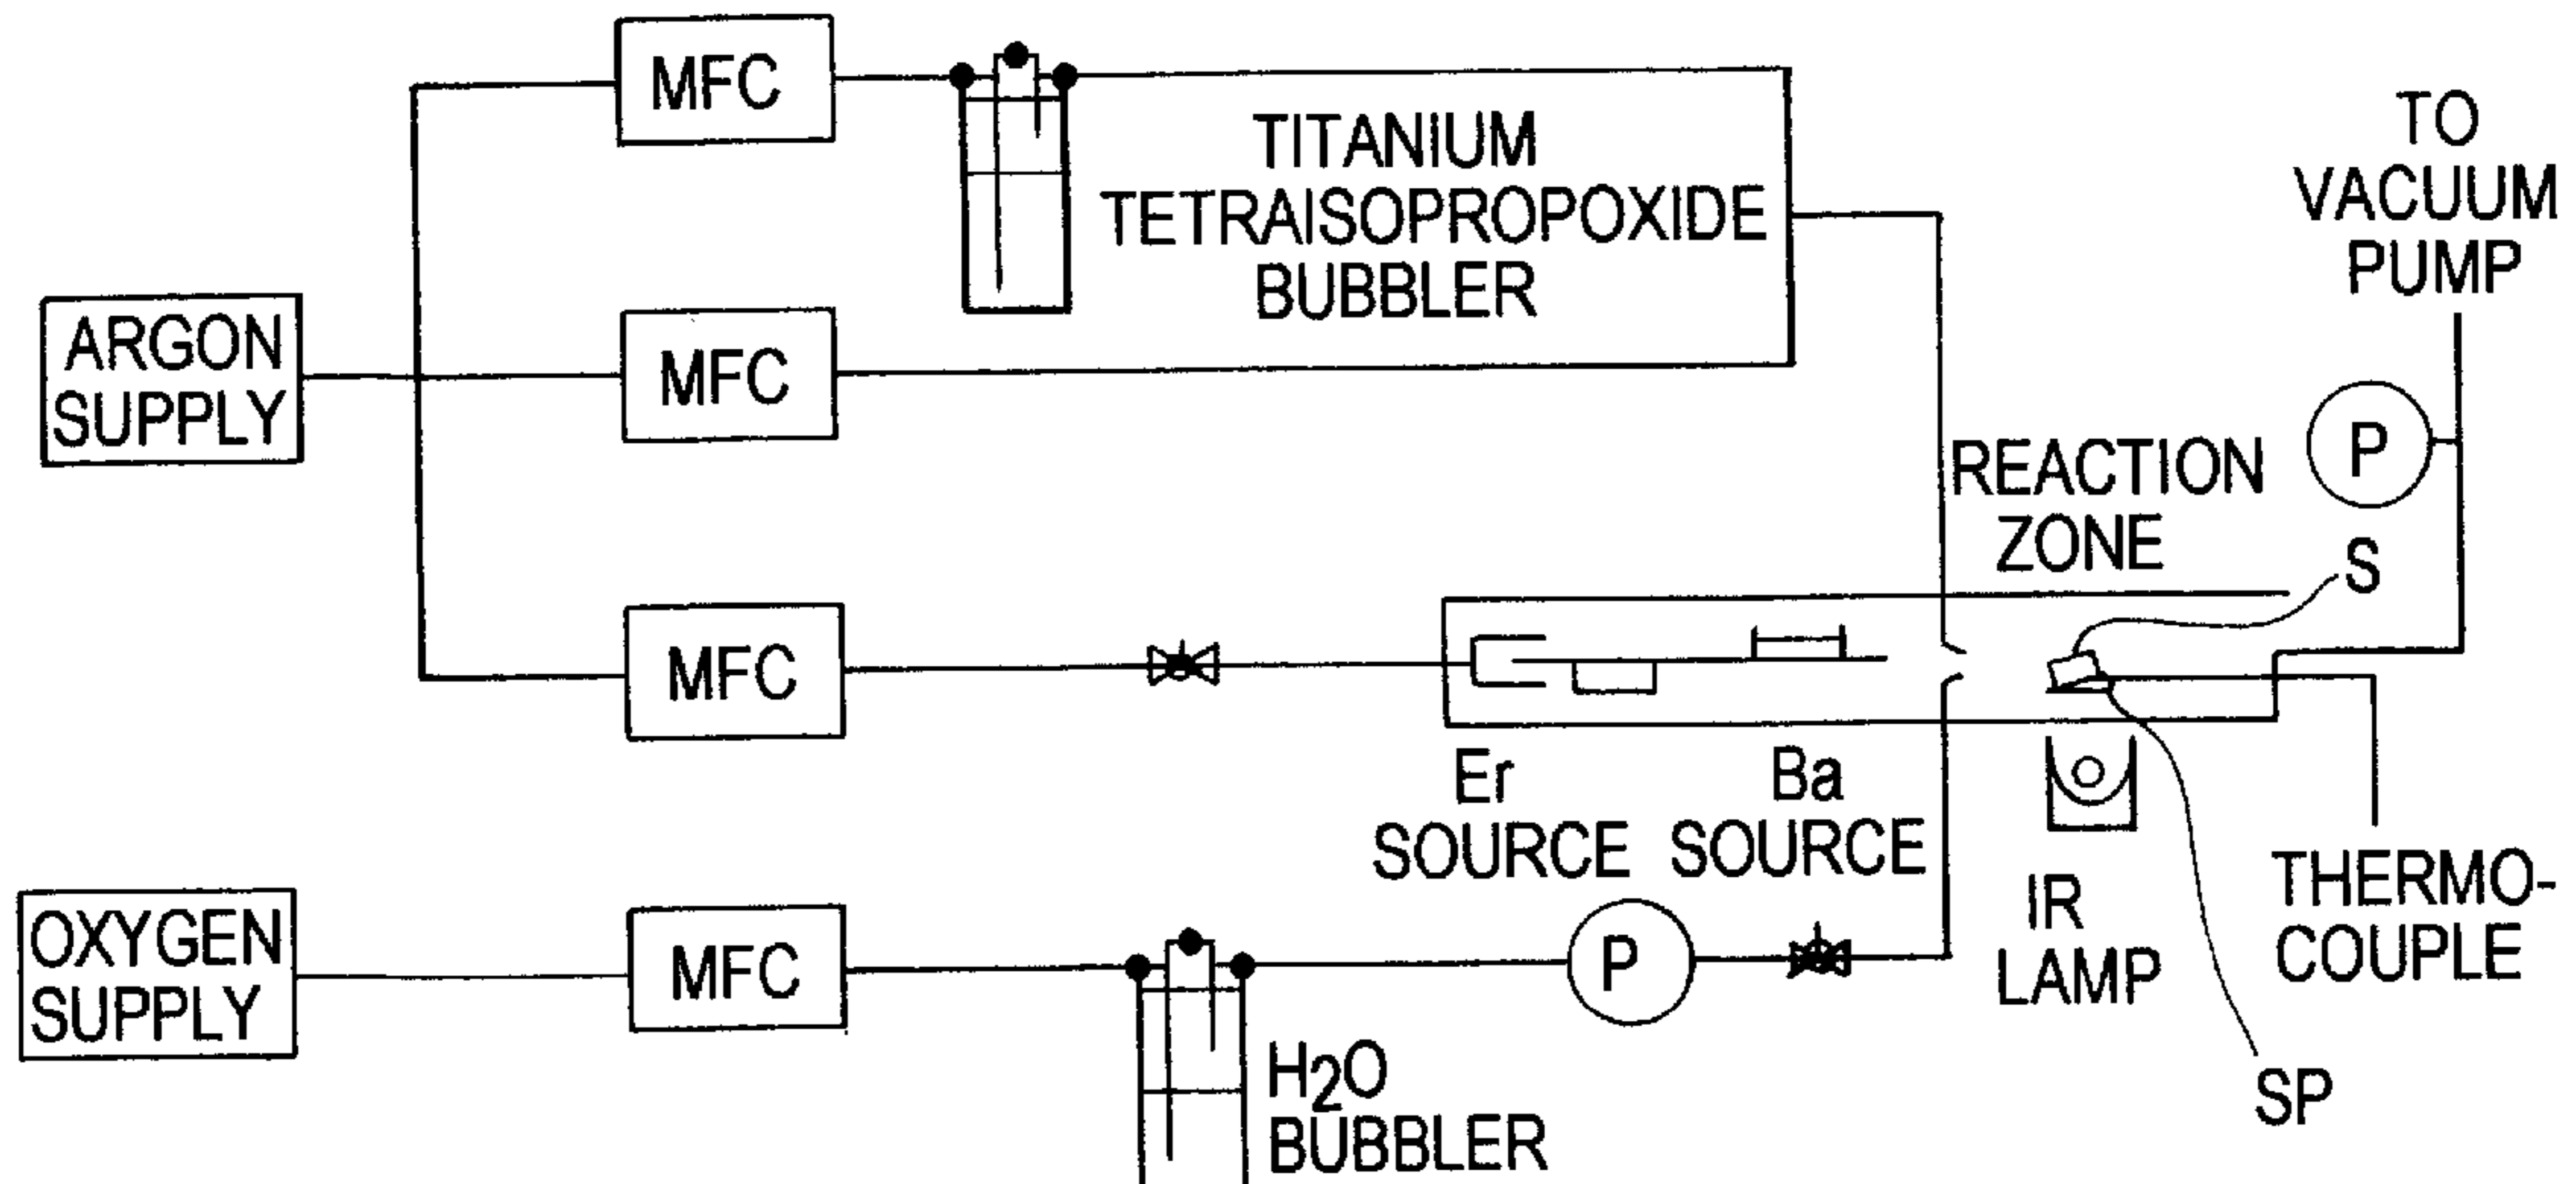 MFC
TITANIUM
TETRAISOPROPOXIDE
BUBBLER
TO
VACUUM
PUMP
ARGON
SUPPLY
MFC
P
REACTION
ZONE
S
MFC
Er
SOURCE
Ba
SOURCE
IR
LAMP
THERMO-
COUPLE
OXYGEN
SUPPLY
MFC
P
H2O
BUBBLER
SP